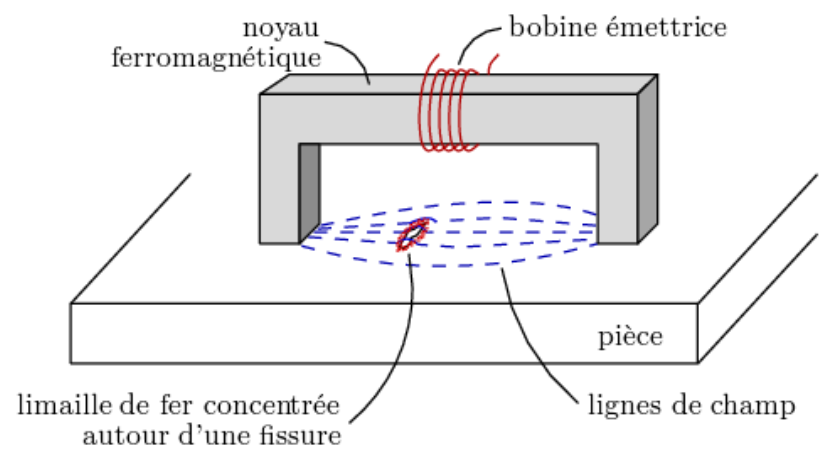 noyau
ferromagnétique
bobine émettrice
pièce
limaille de fer concentrée
autour d'une fissure
lignes de champ